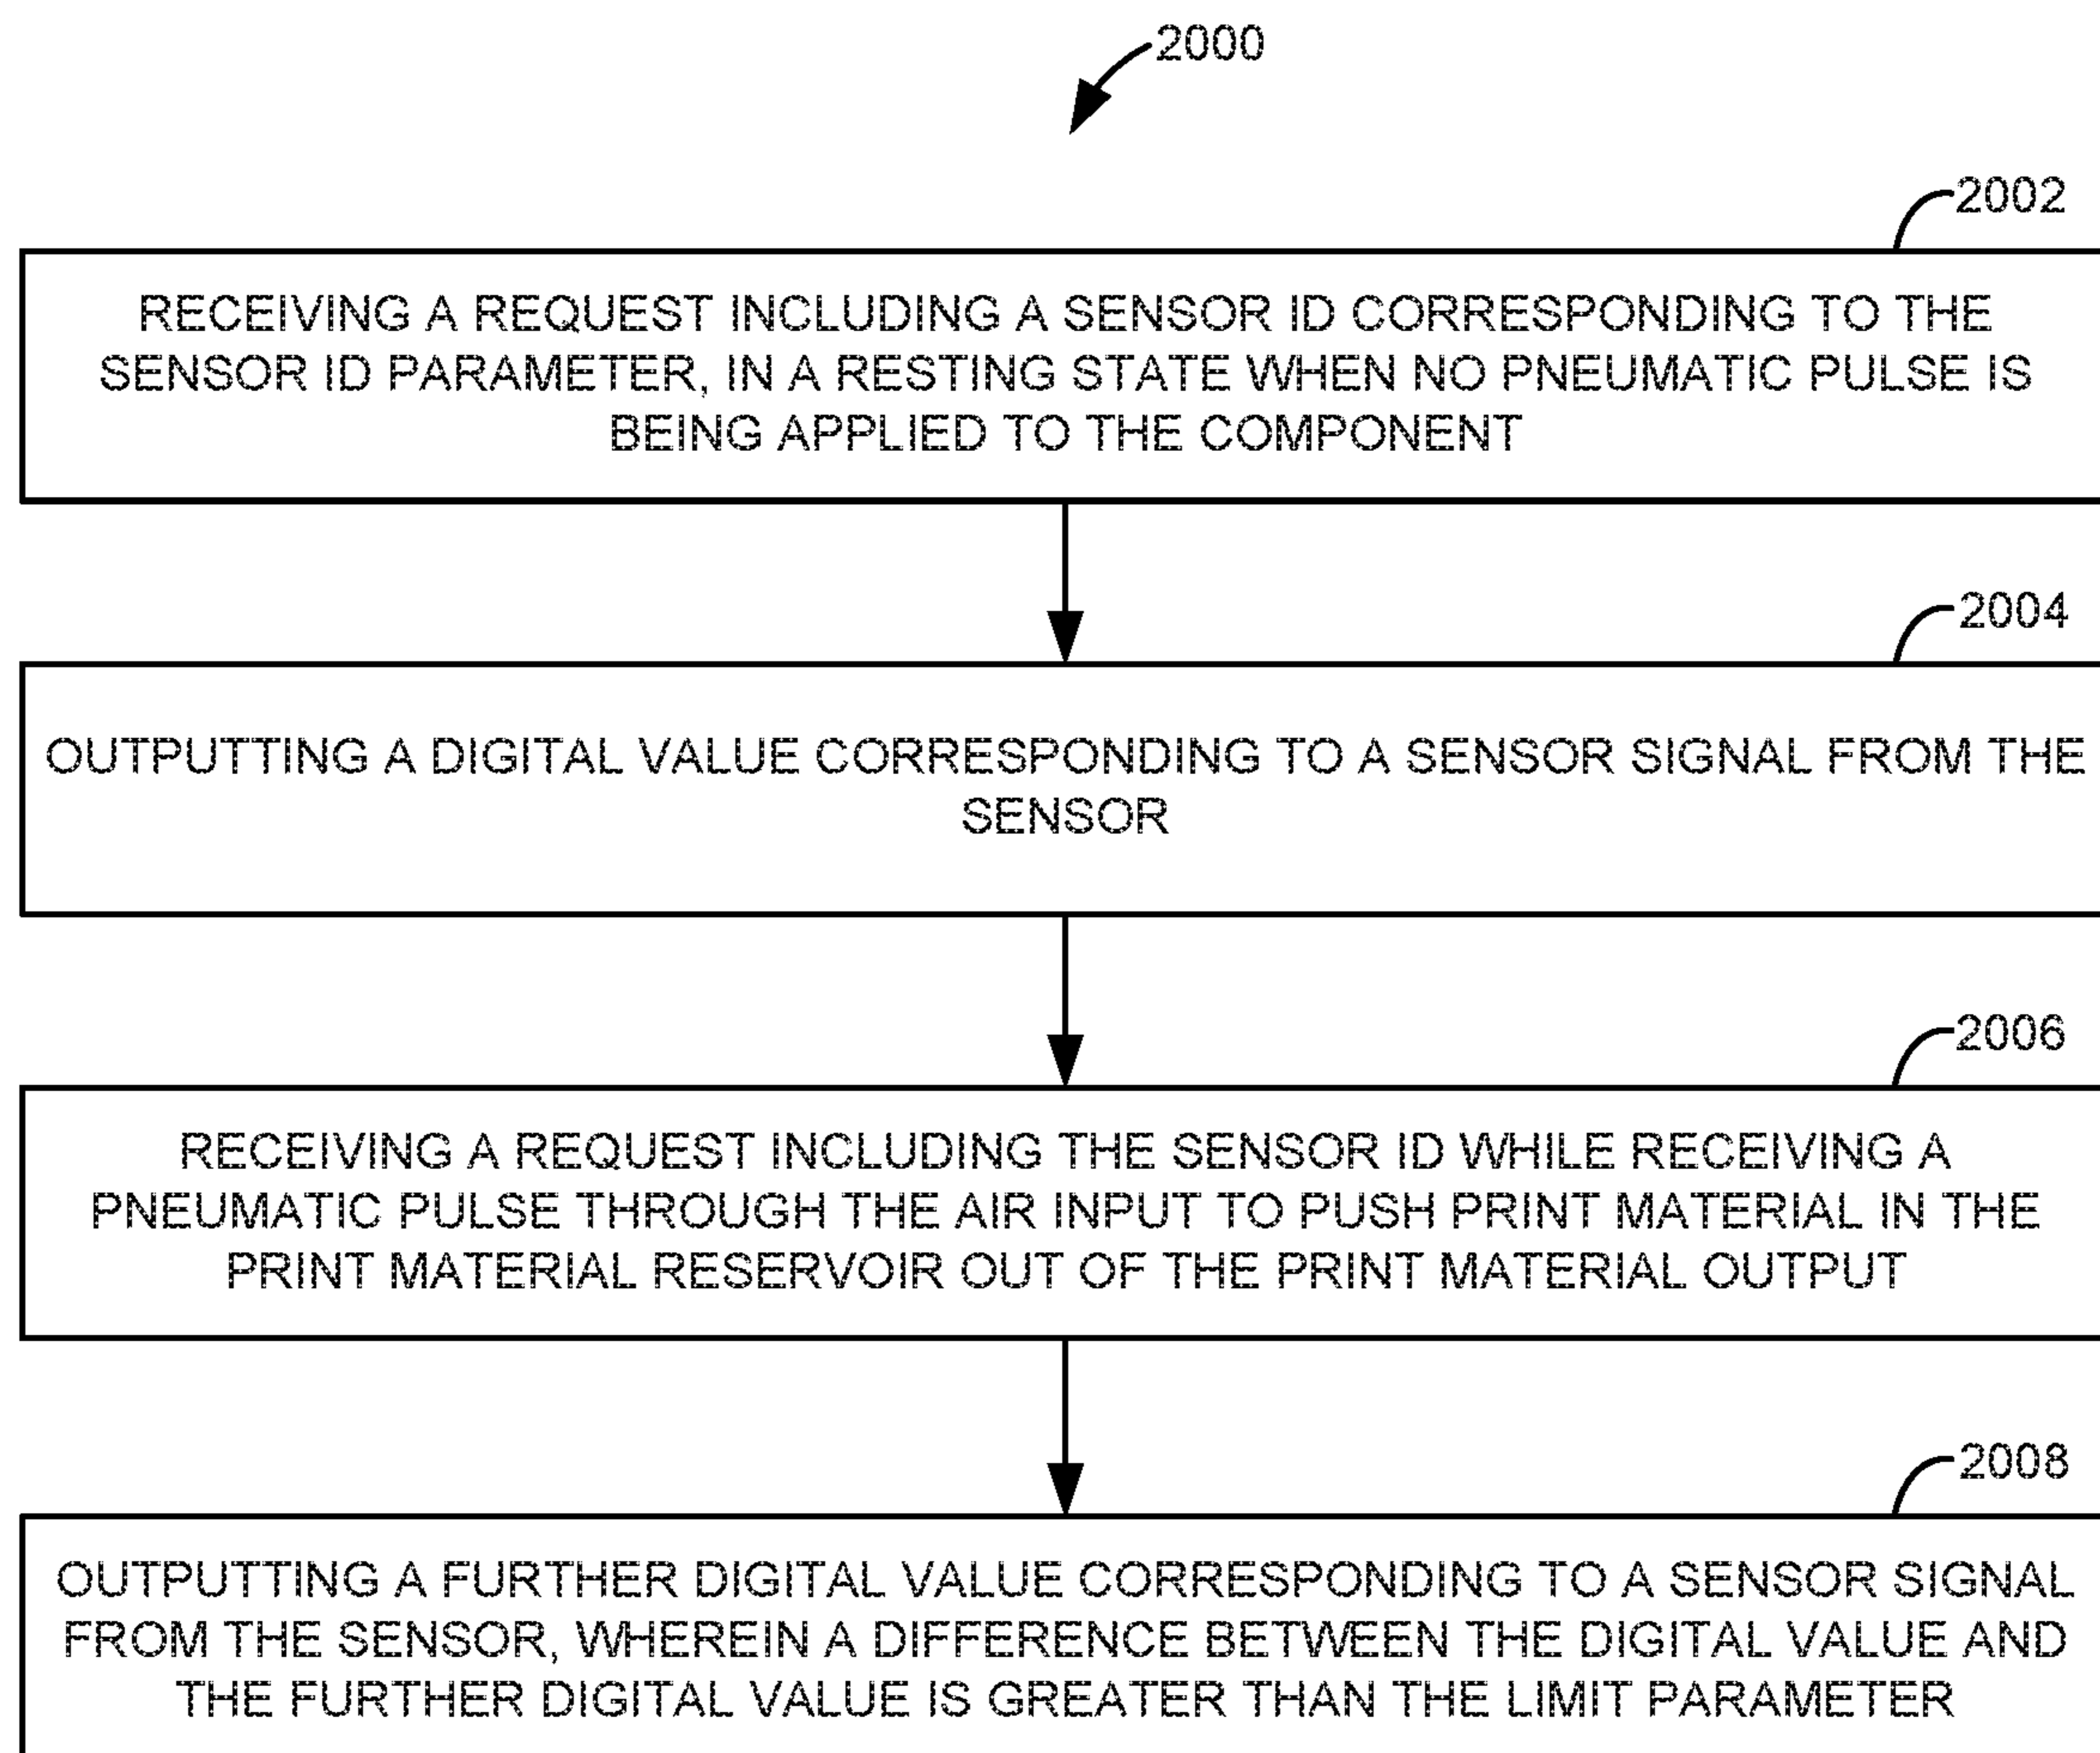 2000
2002
RECEIVING A REQUEST INCLUDING A SENSOR ID CORRESPONDING TO THE
SENSOR ID PARAMETER, IN A RESTING STATE WHEN NO PNEUMATIC PULSE IS
BEING APPLIED TO THE COMPONENT
2004
OUTPUTTING A DIGITAL VALUE CORRESPONDING TO A SENSOR SIGNAL FROM THE
SENSOR
2006
RECEIVING A REQUEST INCLUDING THE SENSOR ID WHILE RECEIVING A
PNEUMATIC PULSE THROUGH THE AIR INPUT TO PUSH PRINT MATERIAL IN THE
PRINT MATERIAL RESERVOIR OUT OF THE PRINT MATERIAL OUTPUT
2008
OUTPUTTING A FURTHER DIGITAL VALUE CORRESPONDING TO A SENSOR SIGNAL
FROM THE SENSOR, WHEREIN A DIFFERENCE BETWEEN THE DIGITAL VALUE AND
THE FURTHER DIGITAL VALUE IS GREATER THAN THE LIMIT PARAMETER